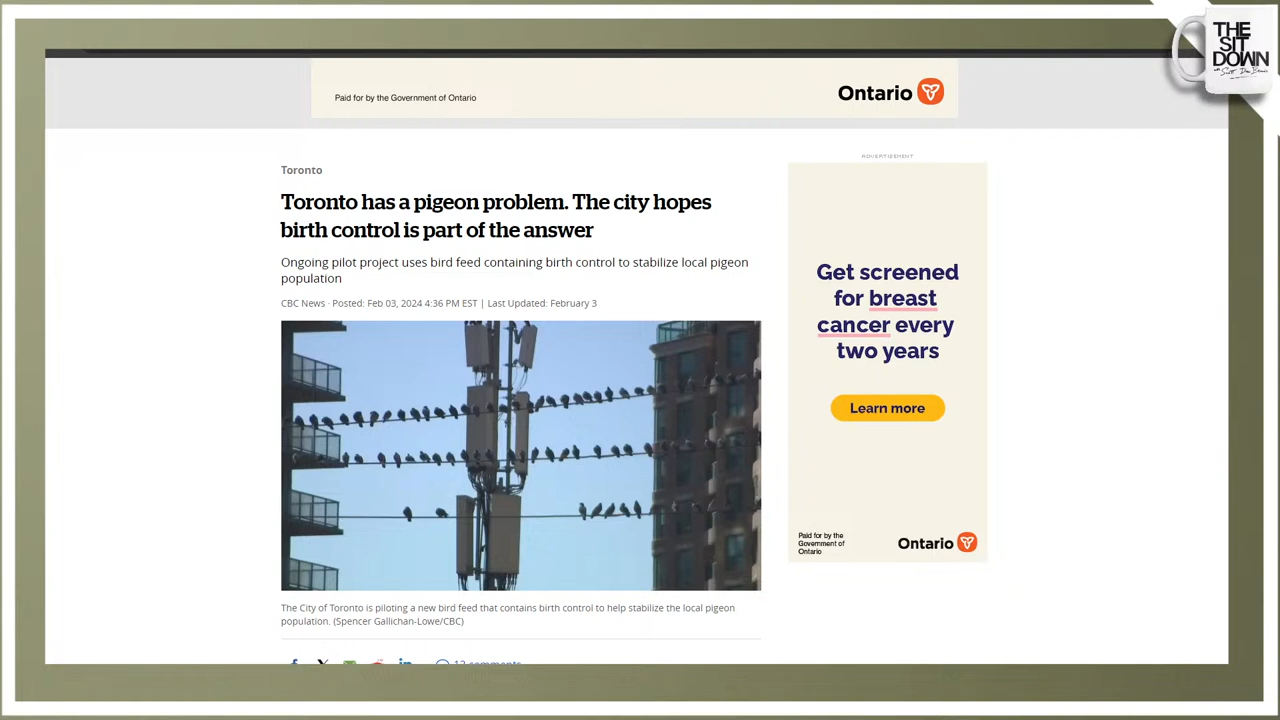 THE
SIT
DOWN
Paid for by the Government of Ontario
Ontario
ADVERTISEMENT
Toronto
Toronto has a pigeon problem. The city hopes
birth control is part of the answer
Ongoing pilot project uses bird feed containing birth control to stabilize local pigeon
population
CBC News · Posted: Feb 03, 2024 4:36 PM EST | Last Updated: February 3
Get screened
for breast
cancer every
two years
Learn more
Paid for by the
Government of
Ontario
Ontario
The City of Toronto is piloting a new bird feed that contains birth control to help stabilize the local pigeon
population. (Spencer Gallichan-Lowe/CBC)
12 comments